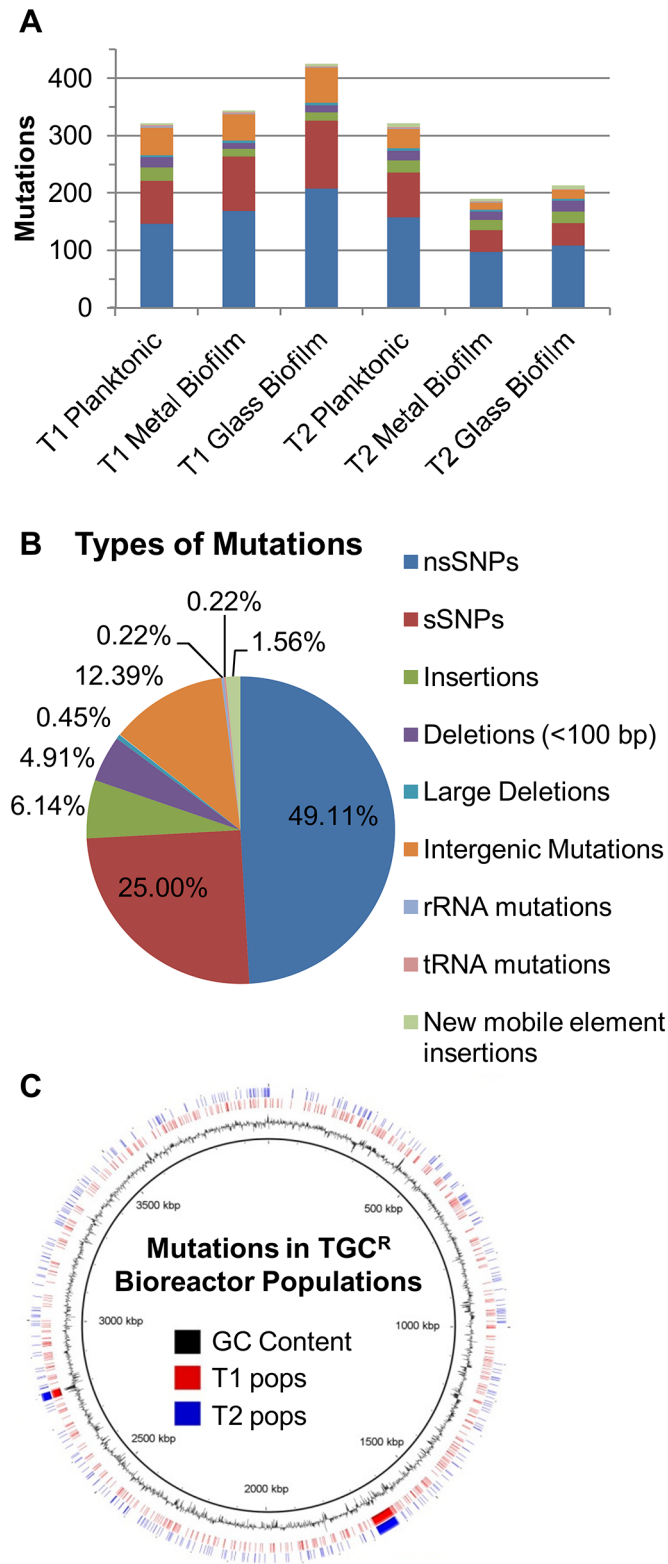 A
400
300
200
100
0
Mutations
T1 Planktonic
T1 Metal Biofilm
T1 Glass Biofilm
T2 Planktonic
T2 Metal Biofilm
T2 Glass Biofilm
B Types of Mutations
0.22%
0.22%
1.56%
12.39%
0.45%
4.91%
6.14%
49.11%
25.00%
nsSNPs
sSNPs
Insertions
Deletions (<100 bp)
Large Deletions
Intergenic Mutations
rRNA mutations
tRNA mutations
New mobile element
insertions
C
500 kbp
1000 kbp
1500 kbp
2000 kbp
2500 kbp
3000 kbp
3500 kbp
Mutations in TGCᴿ
Bioreactor Populations
GC Content
T1 pops
T2 pops